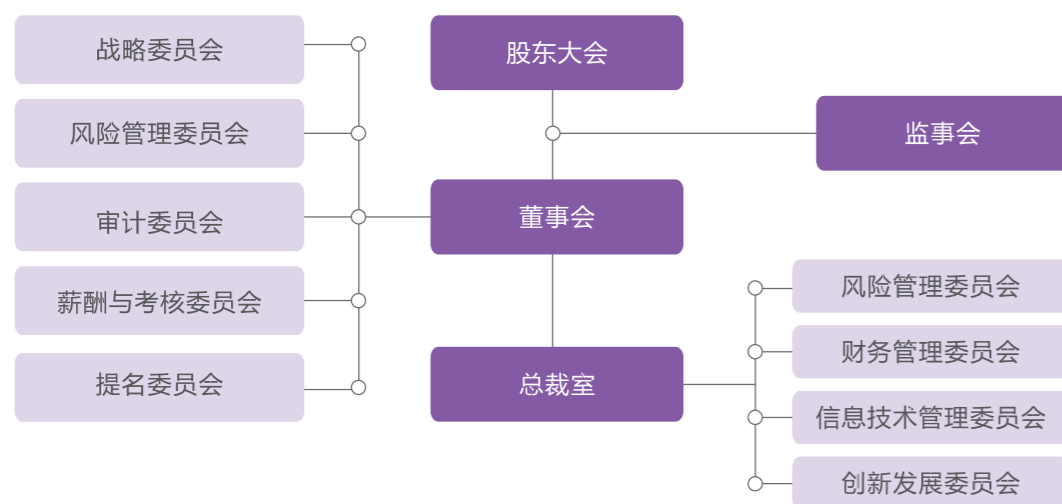 战略委员会
风险管理委员会
审计委员会
薪酬与考核委员会
提名委员会
股东大会
监事会
董事会
总裁室
风险管理委员会
财务管理委员会
信息技术管理委员会
创新发展委员会